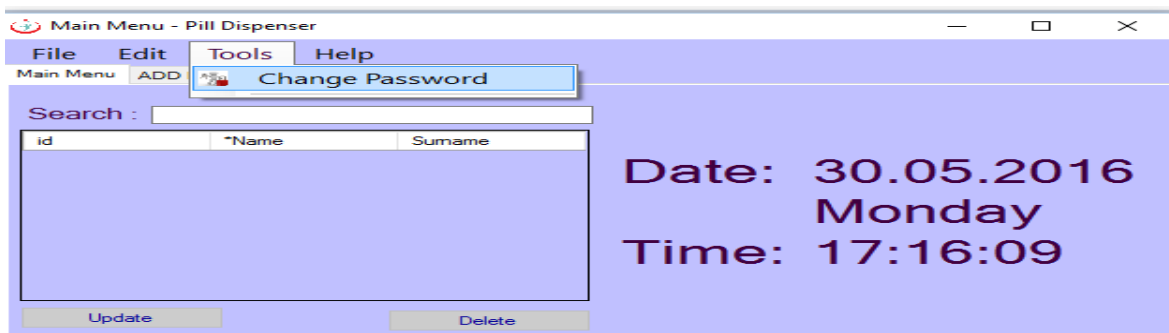 Main Menu - Pill Dispenser
File Edit Tools Help
Main Menu ADD
Change Password
Search :
id *Name Surname
Date: 30.05.2016
Monday
Time: 17:16:09
Update Delete